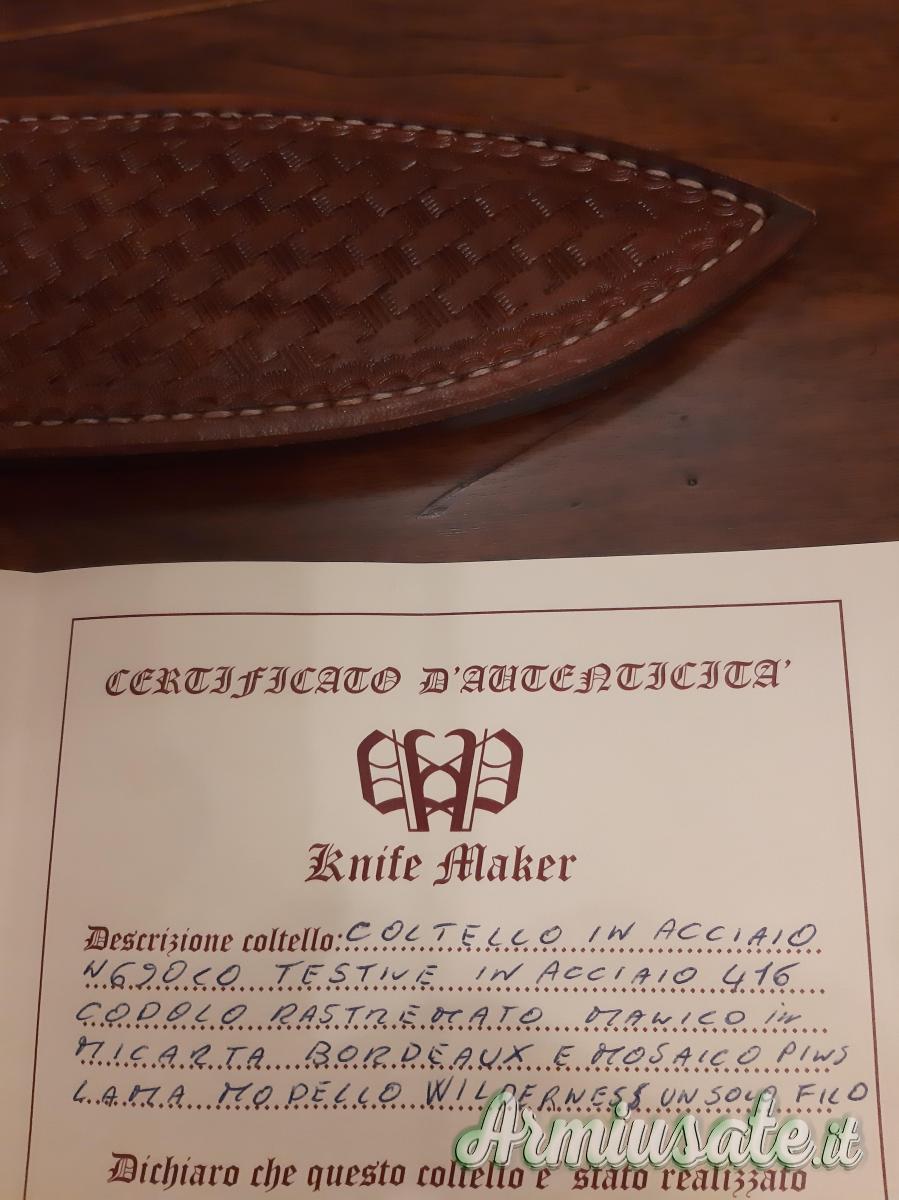 CERTIFICATO D'AUTENTICITA'
Knife Maker
Descrizione coltello: COLTELLO IN ACCIAIO
N690CO TESTINE IN ACCIAIO 416
CODOLO RASTREMATO MANICO in
MICARTA BORDEAUX E MOSAICO PINS
LAMA MODELLO WILDERNESS UN SOLO FILO
Armiusate.it
Dichiaro che questo coltello e' stato realizzato